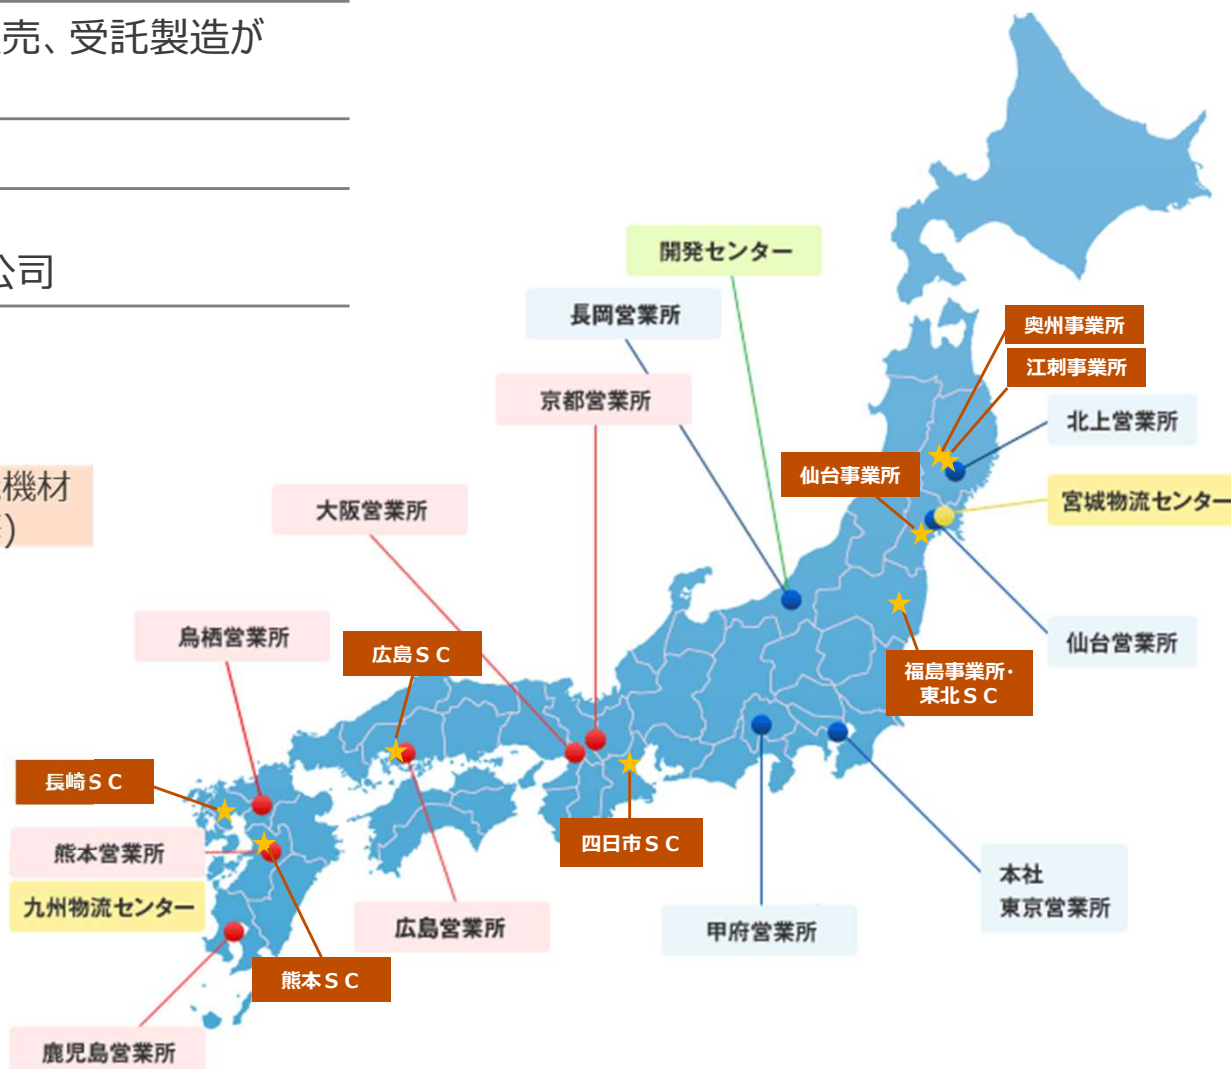 売、受託製造が
公司
機材
)
開発センター
長岡営業所
京都営業所
大阪営業所
鳥栖営業所
広島ＳＣ
長崎ＳＣ
熊本営業所
九州物流センター
鹿児島営業所
熊本ＳＣ
広島営業所
四日市ＳＣ
甲府営業所
本社
東京営業所
福島事業所・
東北ＳＣ
仙台営業所
宮城物流センター
仙台事業所
北上営業所
江刺事業所
奥州事業所